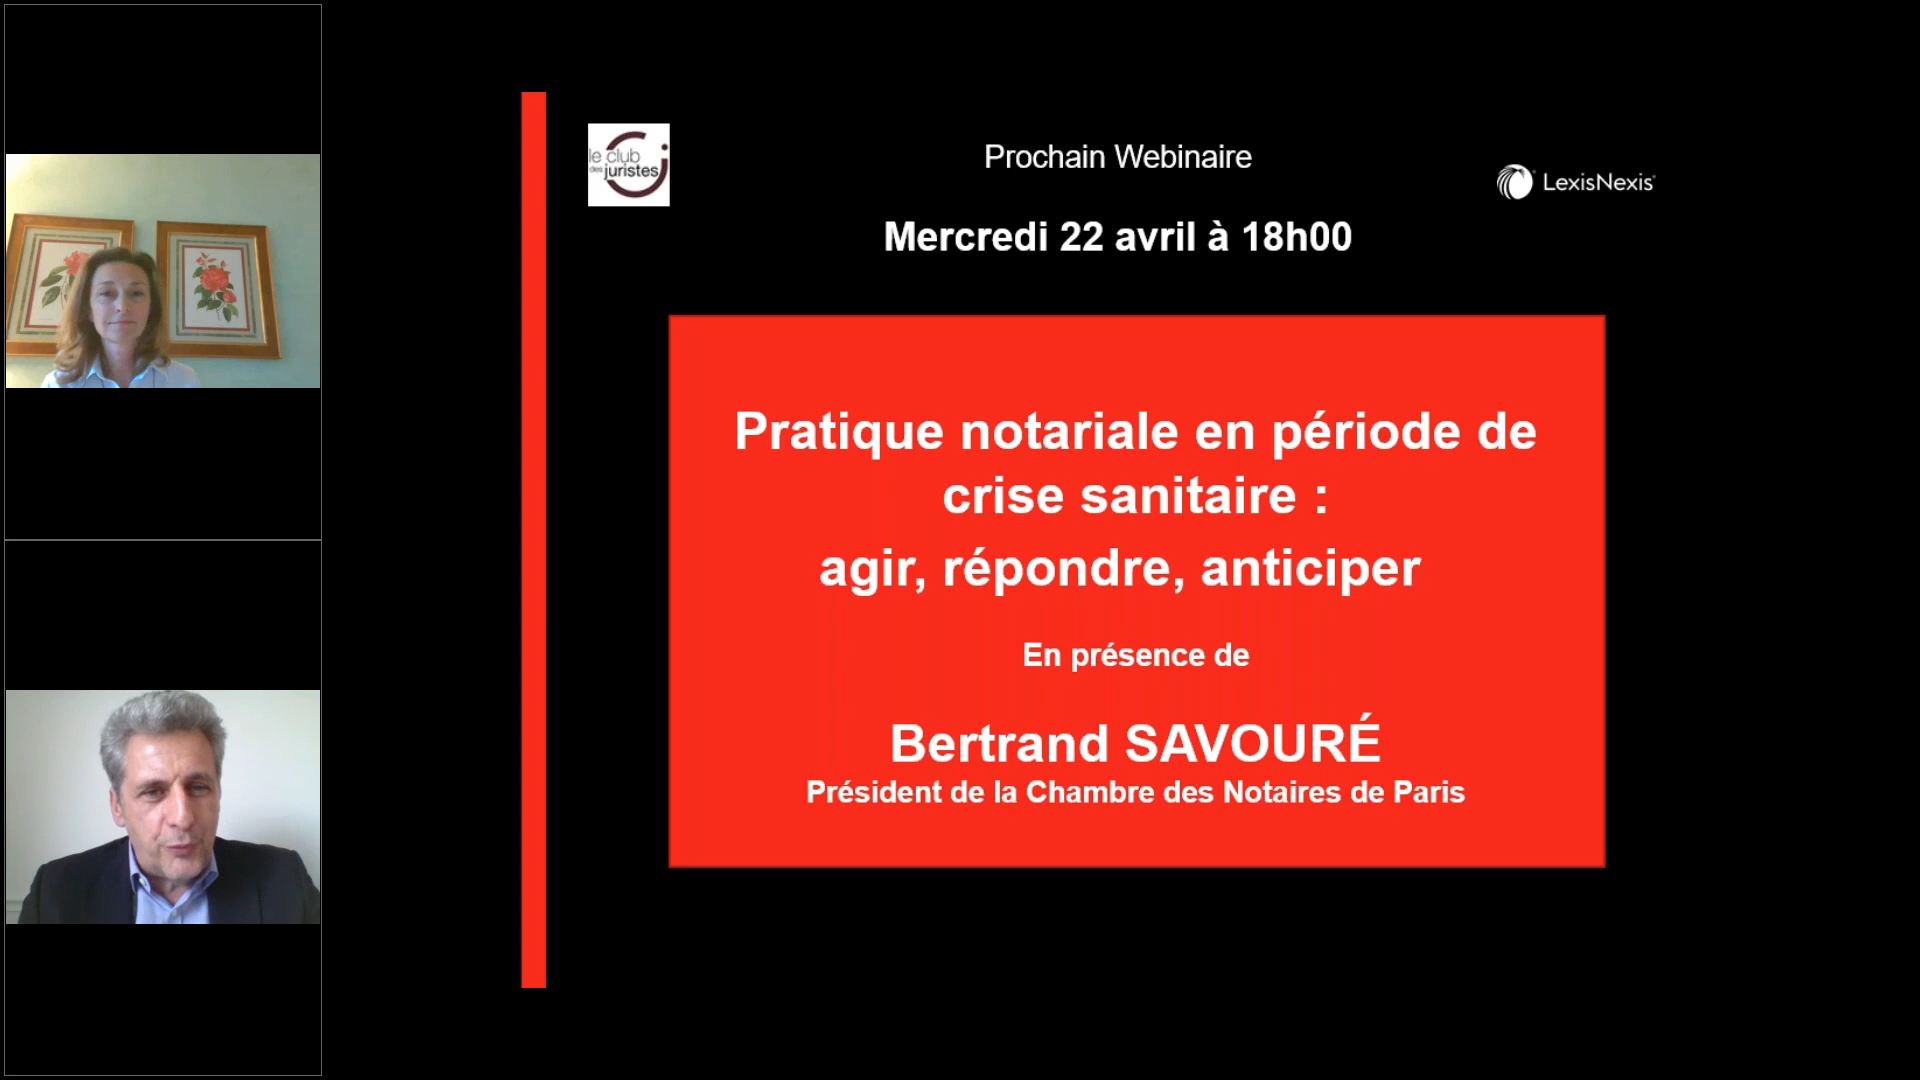 le club
des juristes
Prochain Webinaire
LexisNexis
Mercredi 22 avril à 18h00
Pratique notariale en période de
crise sanitaire :
agir, répondre, anticiper
En présence de
Bertrand SAVOURÉ
Président de la Chambre des Notaires de Paris